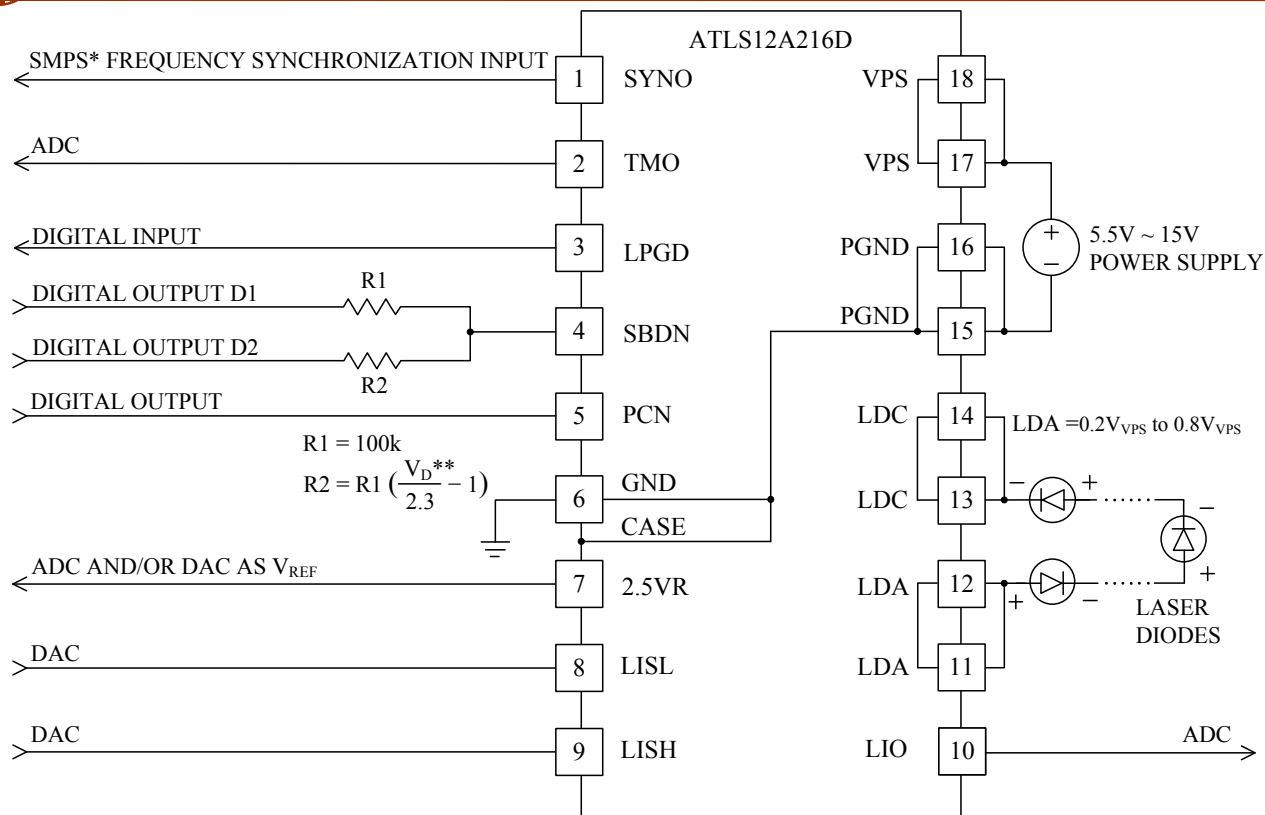 ATLS12A216D
SMPS* FREQUENCY SYNCHRONIZATION INPUT
1
SYNO
VPS
18
ADC
2
TMO
VPS
17
DIGITAL INPUT
3
LPGD
PGND
16
+
−
5.5V ~ 15V
POWER SUPPLY
DIGITAL OUTPUT D1
R1
DIGITAL OUTPUT D2
R2
4
SBDN
PGND
15
DIGITAL OUTPUT
5
PCN
LDC
14
LDA =0.2V_VPS to 0.8V_VPS
R1 = 100k
R2 = R1 (V_D**/2.3 − 1)
6
GND
CASE
LDC
13
− +
−
+
ADC AND/OR DAC AS V_REF
7
2.5VR
LDA
12
+ −
LASER
DIODES
DAC
8
LISL
LDA
11
DAC
9
LISH
LIO
10
ADC